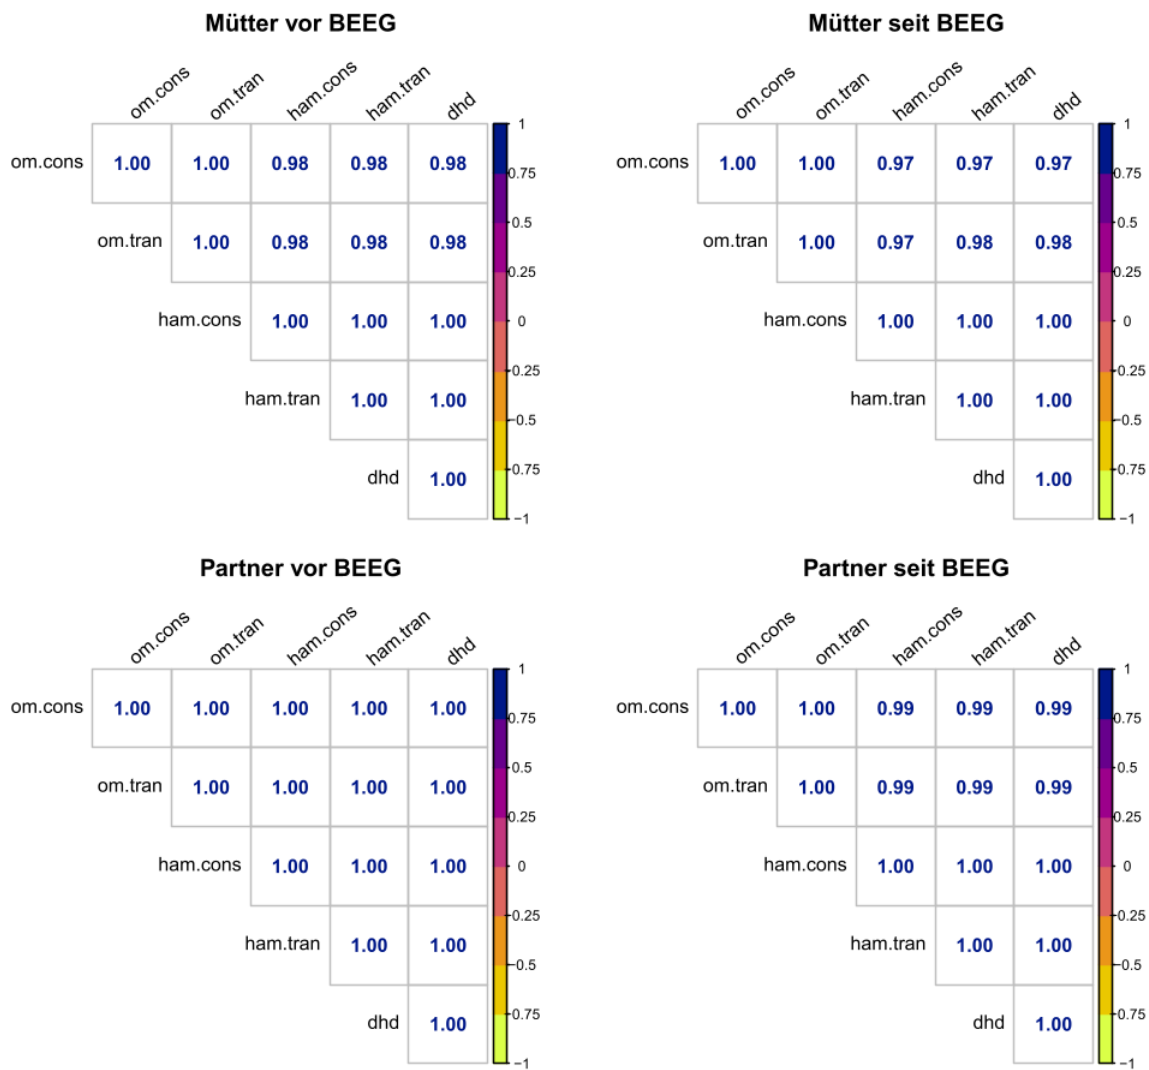 Mütter vor BEEG
om.cons om.tran ham.cons ham.tran dhd
om.cons 1.00 1.00 0.98 0.98 0.98
om.tran 1.00 0.98 0.98 0.98
ham.cons 1.00 1.00 1.00
ham.tran 1.00 1.00
dhd 1.00
1
0.75
0.5
0.25
0
−0.25
−0.5
−0.75
−1
Mütter seit BEEG
om.cons om.tran ham.cons ham.tran dhd
om.cons 1.00 1.00 0.97 0.97 0.97
om.tran 1.00 0.97 0.98 0.98
ham.cons 1.00 1.00 1.00
ham.tran 1.00 1.00
dhd 1.00
1
0.75
0.5
0.25
0
−0.25
−0.5
−0.75
−1
Partner vor BEEG
om.cons om.tran ham.cons ham.tran dhd
om.cons 1.00 1.00 1.00 1.00 1.00
om.tran 1.00 1.00 1.00 1.00
ham.cons 1.00 1.00 1.00
ham.tran 1.00 1.00
dhd 1.00
1
0.75
0.5
0.25
0
−0.25
−0.5
−0.75
−1
Partner seit BEEG
om.cons om.tran ham.cons ham.tran dhd
om.cons 1.00 1.00 0.99 0.99 0.99
om.tran 1.00 0.99 0.99 0.99
ham.cons 1.00 1.00 1.00
ham.tran 1.00 1.00
dhd 1.00
1
0.75
0.5
0.25
0
−0.25
−0.5
−0.75
−1